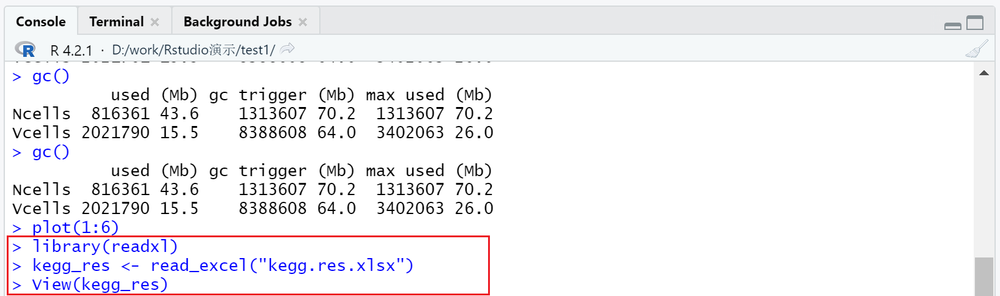 Console Terminal Background Jobs
R R 4.2.1 · D:/work/Rstudio演示/test1/
> gc()
used (Mb) gc trigger (Mb) max used (Mb)
Ncells 816361 43.6 1313607 70.2 1313607 70.2
Vcells 2021790 15.5 8388608 64.0 3402063 26.0
> gc()
used (Mb) gc trigger (Mb) max used (Mb)
Ncells 816361 43.6 1313607 70.2 1313607 70.2
Vcells 2021790 15.5 8388608 64.0 3402063 26.0
> plot(1:6)
> library(readxl)
> kegg_res <- read_excel("kegg.res.xlsx")
> View(kegg_res)